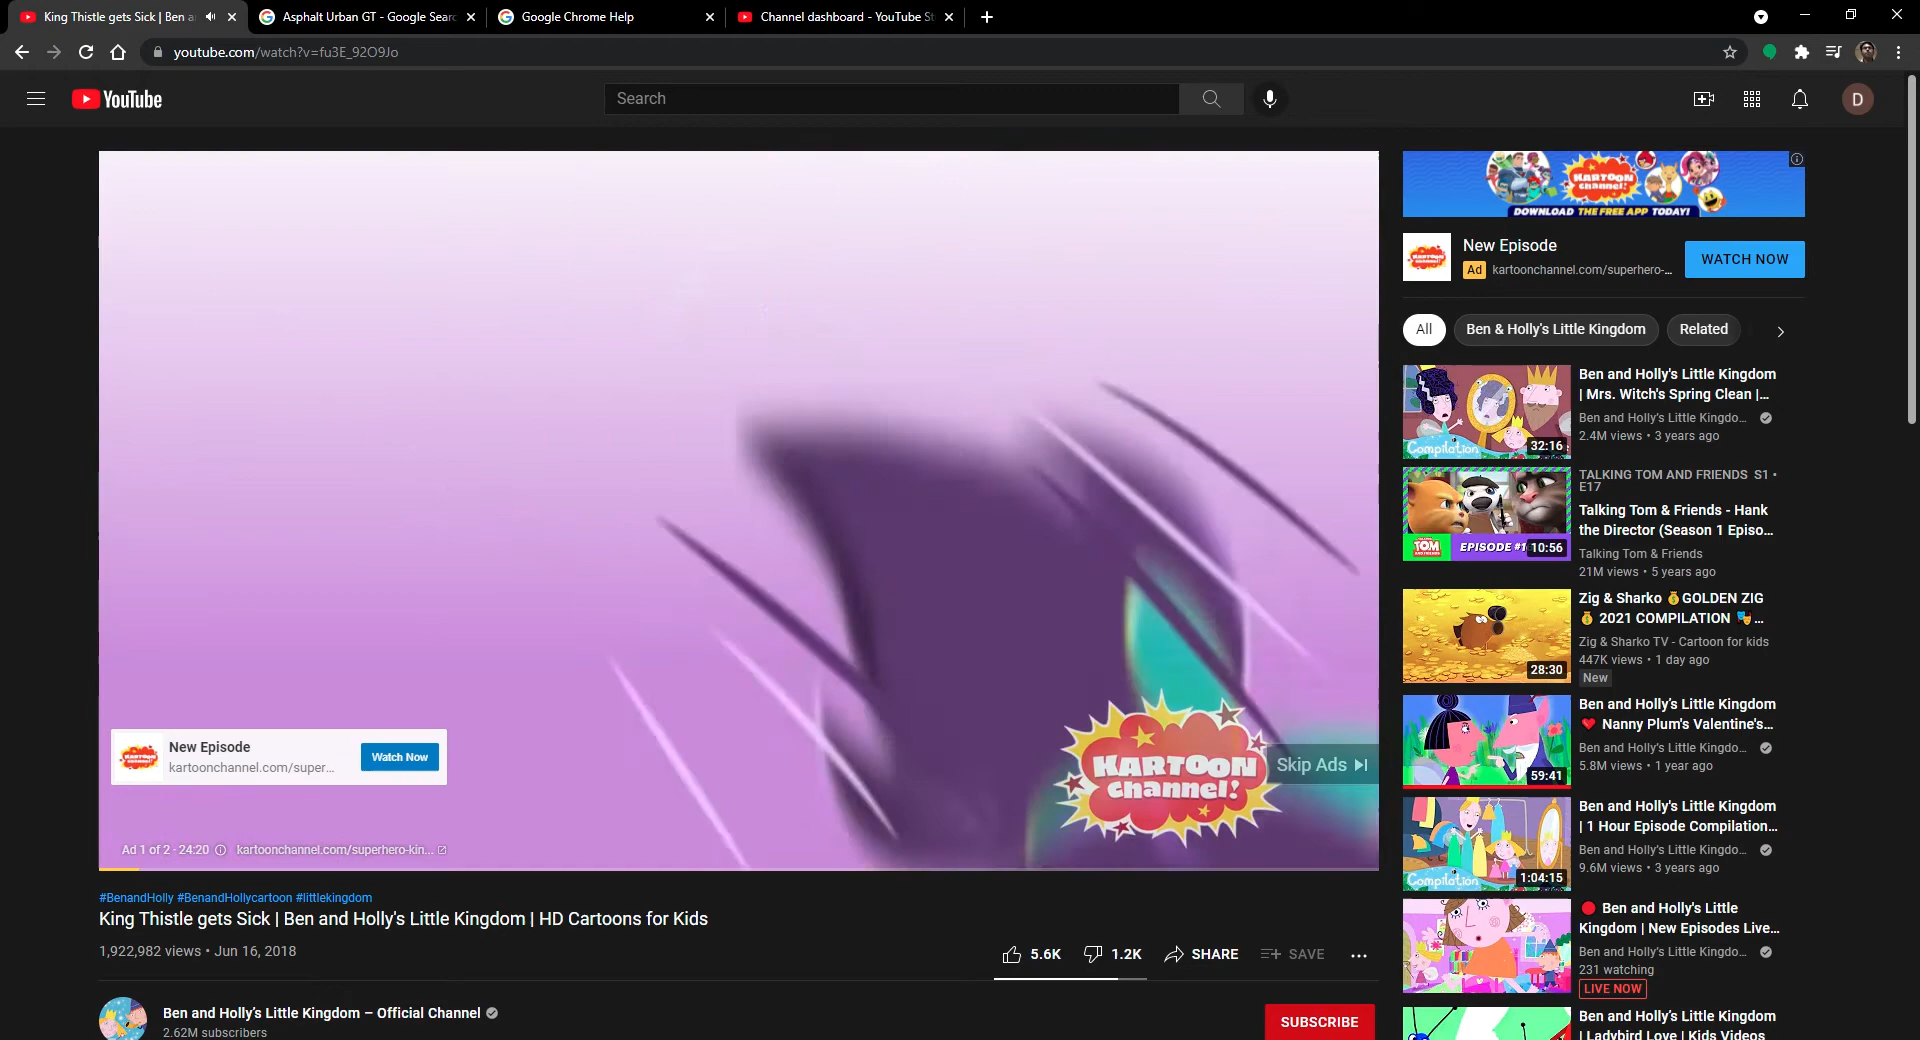 King Thistle gets Sick | Ben a
Asphalt Urban GT - Google Searc
Google Chrome Help
Channel dashboard - YouTube St
youtube.com/watch?v=fu3E_92O9Jo
YouTube
Search
D
KARTOON
channel!
DOWNLOAD THE FREE APP TODAY!
New Episode
Ad kartoonchannel.com/superhero-...
WATCH NOW
All
Ben & Holly's Little Kingdom
Related
Compilation
32:16
Ben and Holly's Little Kingdom
| Mrs. Witch's Spring Clean |...
Ben and Holly's Little Kingdo...
2.4M views • 3 years ago
TOM
EPISODE #1
10:56
TALKING TOM AND FRIENDS S1 •
E17
Talking Tom & Friends - Hank
the Director (Season 1 Episo...
Talking Tom & Friends
21M views • 5 years ago
28:30
Zig & Sharko 💰GOLDEN ZIG
💰 2021 COMPILATION 🎭...
Zig & Sharko TV - Cartoon for kids
447K views • 1 day ago
New
59:41
Ben and Holly's Little Kingdom
❤️ Nanny Plum's Valentine's...
Ben and Holly's Little Kingdo...
5.8M views • 1 year ago
Compilation
1:04:15
Ben and Holly's Little Kingdom
| 1 Hour Episode Compilation...
Ben and Holly's Little Kingdo...
9.6M views • 3 years ago
🔴 Ben and Holly's Little
Kingdom | New Episodes Live...
Ben and Holly's Little Kingdo...
231 watching
LIVE NOW
Ben and Holly's Little Kingdom
| Ladybird Love | Kids Videos
KARTOON
channel!
Skip Ads
New Episode
kartoonchannel.com/super...
Watch Now
Ad 1 of 2 · 24:20
kartoonchannel.com/superhero-kin...
#BenandHolly #BenandHollycartoon #littlekingdom
King Thistle gets Sick | Ben and Holly's Little Kingdom | HD Cartoons for Kids
1,922,982 views • Jun 16, 2018
5.6K
1.2K
SHARE
SAVE
Ben and Holly's Little Kingdom – Official Channel
2.62M subscribers
SUBSCRIBE